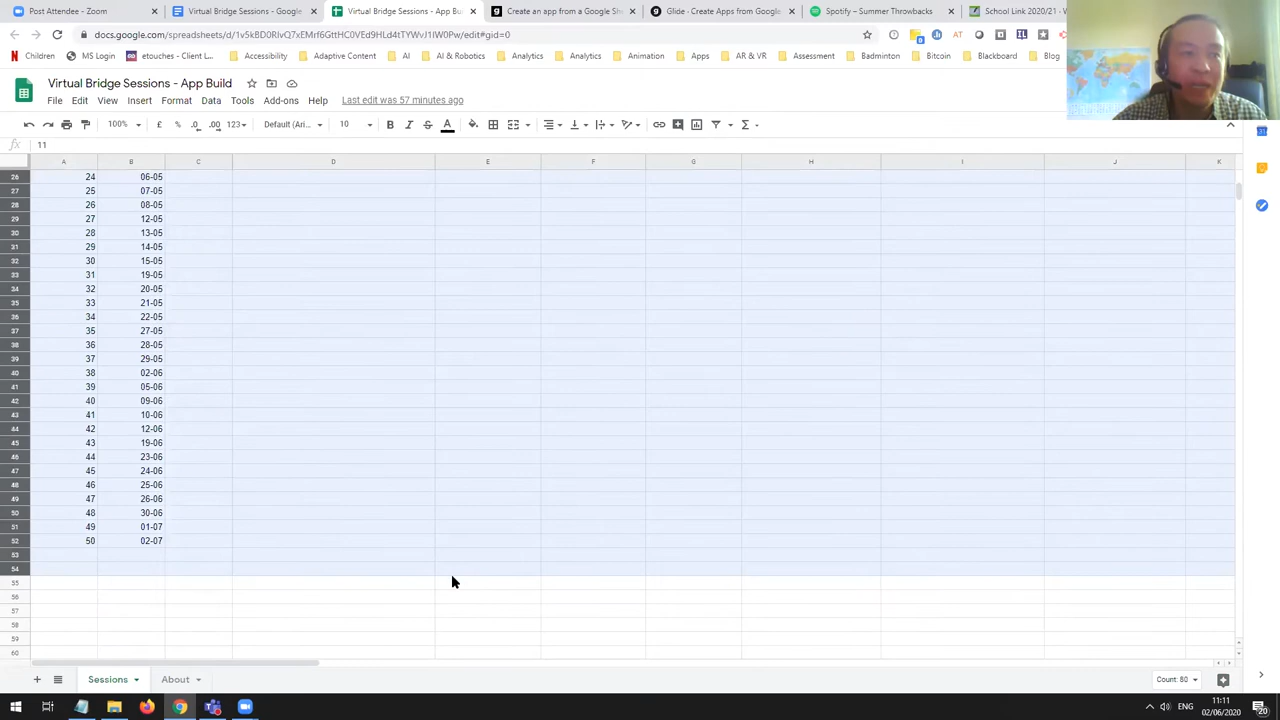 Post Attendee - Zoom
Virtual Bridge Sessions - Google
Virtual Bridge Sessions - App Bui
Create an app from a Google She
Glide · Create Apps from Google
Spotify – Summer Throwbacks
School Link 2020/21 - V
docs.google.com/spreadsheets/d/1v5kBD0RIvQ7xEMrf6GttHC0VEd9HLd4tTYWvJ1IW0Pw/edit#gid=0
Children
MS Login
etouches - Client L...
Accessibility
Adaptive Content
AI
AI & Robotics
Analytics
Analytics
Animation
Apps
AR & VR
Assessment
Badminton
Bitcoin
Blackboard
Blog
Virtual Bridge Sessions - App Build
File Edit View Insert Format Data Tools Add-ons Help Last edit was 57 minutes ago
100% £ % .0 .00 123 Default (Ari... 10 B I S A
fx 11
A B C D E F G H I J K
26 24 06-05
27 25 07-05
28 26 08-05
29 27 12-05
30 28 13-05
31 29 14-05
32 30 15-05
33 31 19-05
34 32 20-05
35 33 21-05
36 34 22-05
37 35 27-05
38 36 28-05
39 37 29-05
40 38 02-06
41 39 05-06
42 40 09-06
43 41 10-06
44 42 12-06
45 43 19-06
46 44 23-06
47 45 24-06
48 46 25-06
49 47 26-06
50 48 30-06
51 49 01-07
52 50 02-07
53
54
55
56
57
58
59
60
Sessions About Count: 80
ENG 11:11
02/06/2020 20